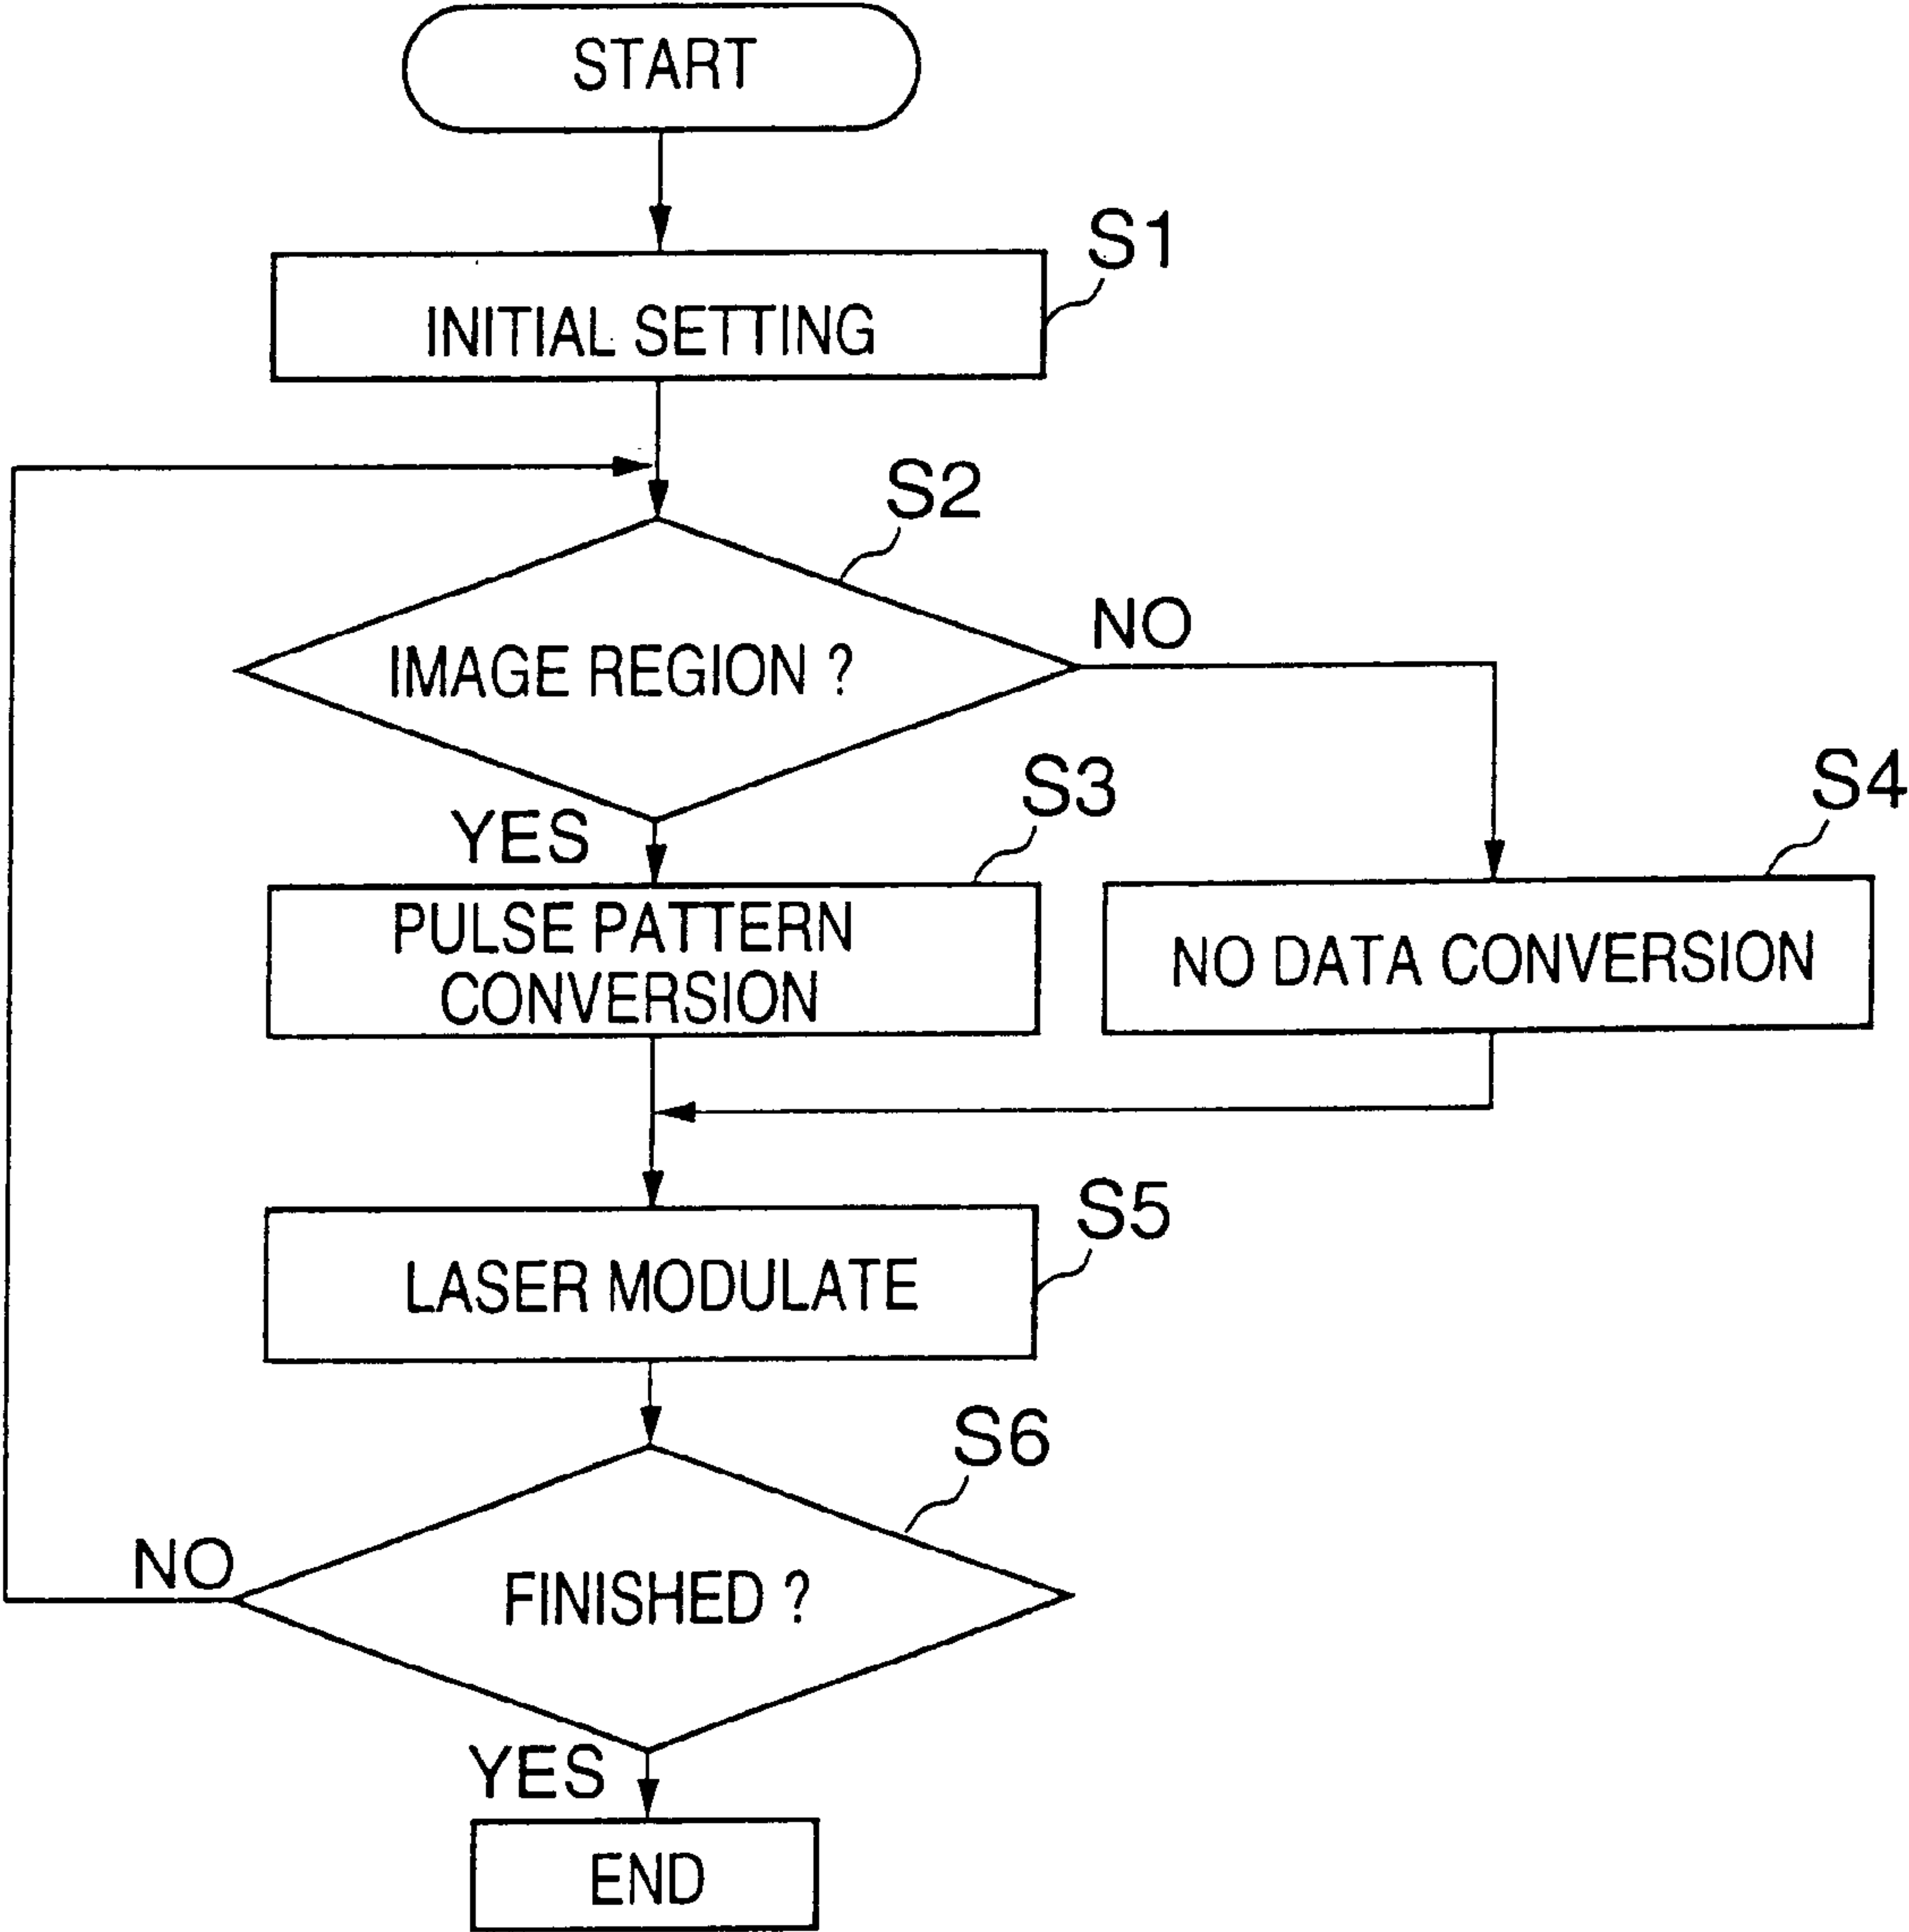 START
S1
INITIAL SETTING
S2
NO
IMAGE REGION ?
S3
S4
YES
PULSE PATTERN
CONVERSION
NO DATA CONVERSION
S5
LASER MODULATE
S6
NO
FINISHED ?
YES
END